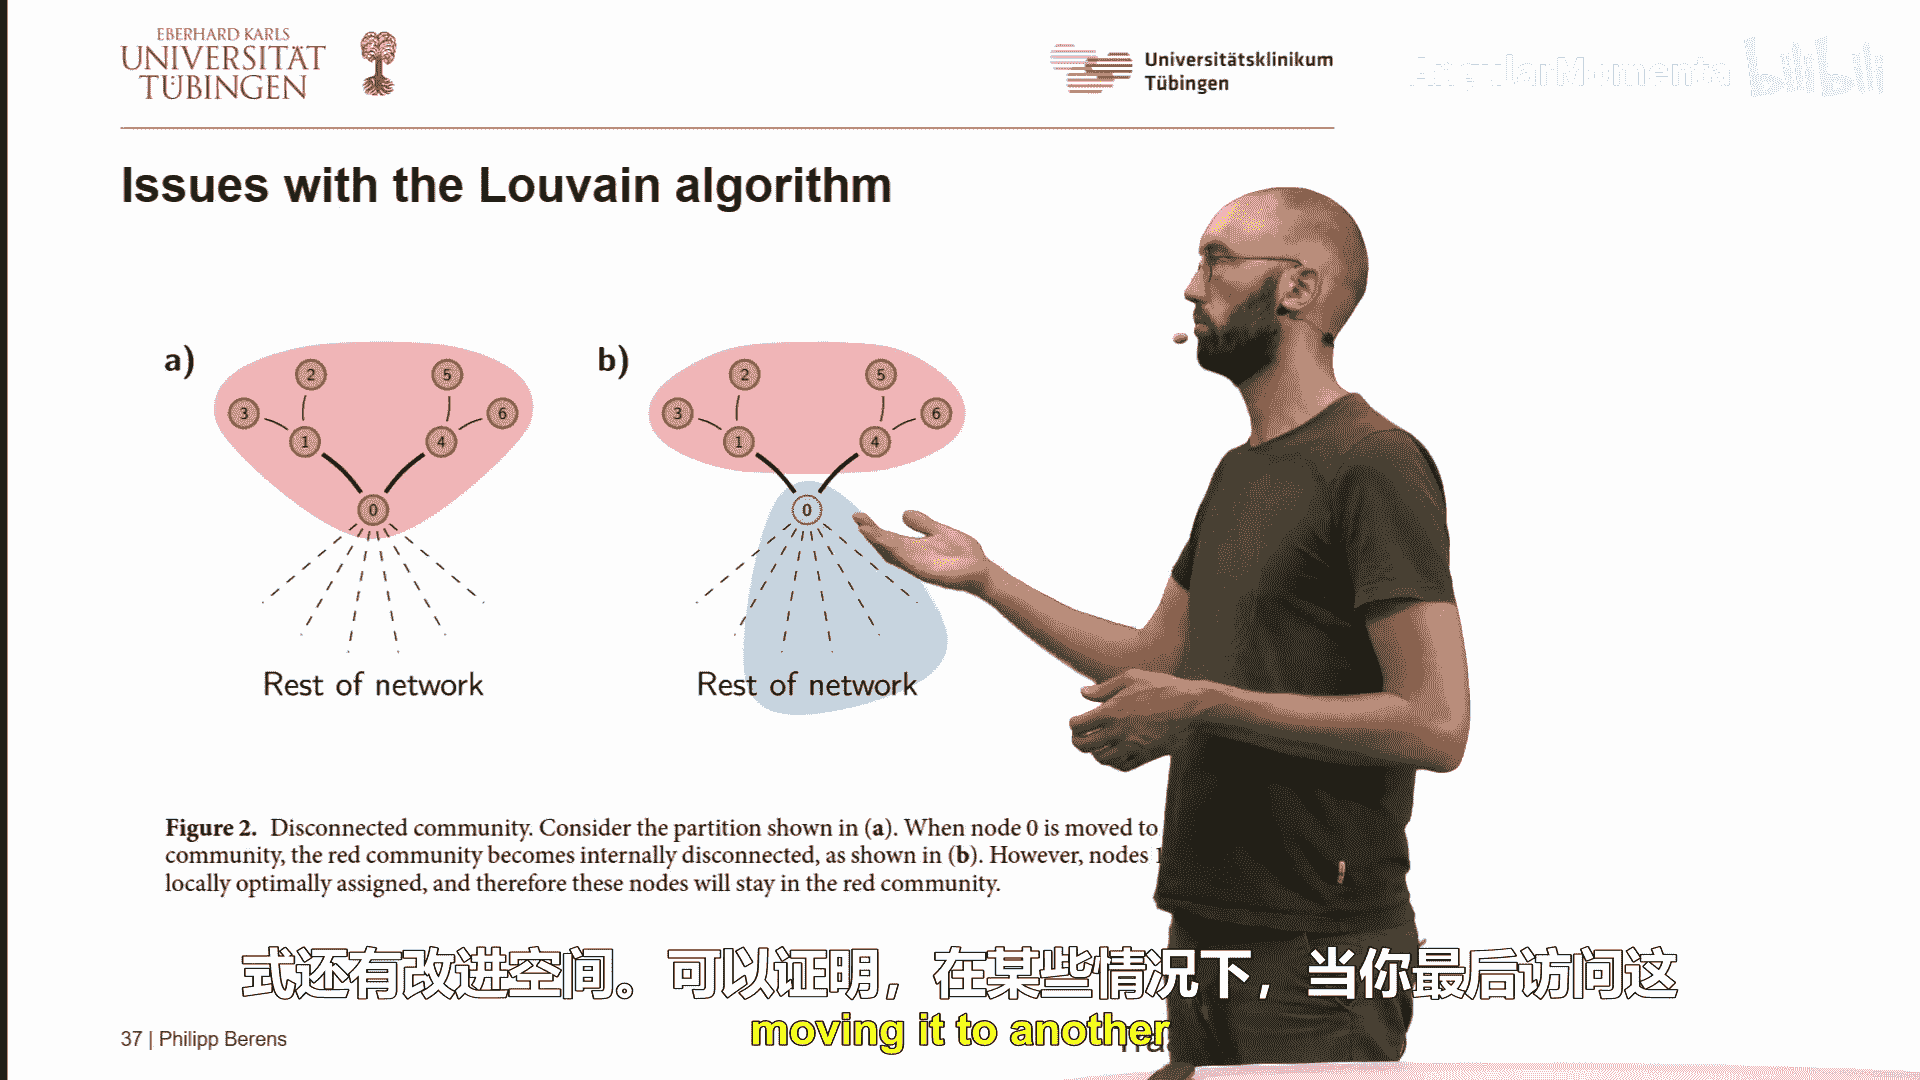 EBERHARD KARLS
UNIVERSITÄT
TÜBINGEN
Universitätsklinikum
Tübingen
AngularMomenta bilibili
Issues with the Louvain algorithm
a)
2
5
3
6
1
4
0
Rest of network
b)
2
5
3
6
1
4
0
Rest of network
Figure 2. Disconnected community. Consider the partition shown in (a). When node 0 is moved to
community, the red community becomes internally disconnected, as shown in (b). However, nodes 1
locally optimally assigned, and therefore these nodes will stay in the red community.
式还有改进空间。可以证明，在某些情况下，当你最后访问这
moving it to another
37 | Philipp Berens